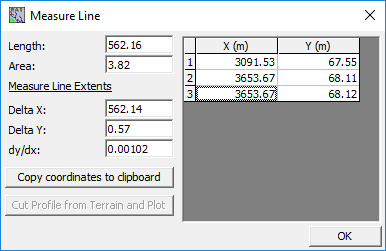 Measure Line
Length: 562.16
Area: 3.82
Measure Line Extents
Delta X: 562.14
Delta Y: 0.57
dy/dx: 0.00102
Copy coordinates to clipboard
Cut Profile from Terrain and Plot
X (m) Y (m)
1 3091.53 67.55
2 3653.67 68.11
3 3653.67 68.12
OK